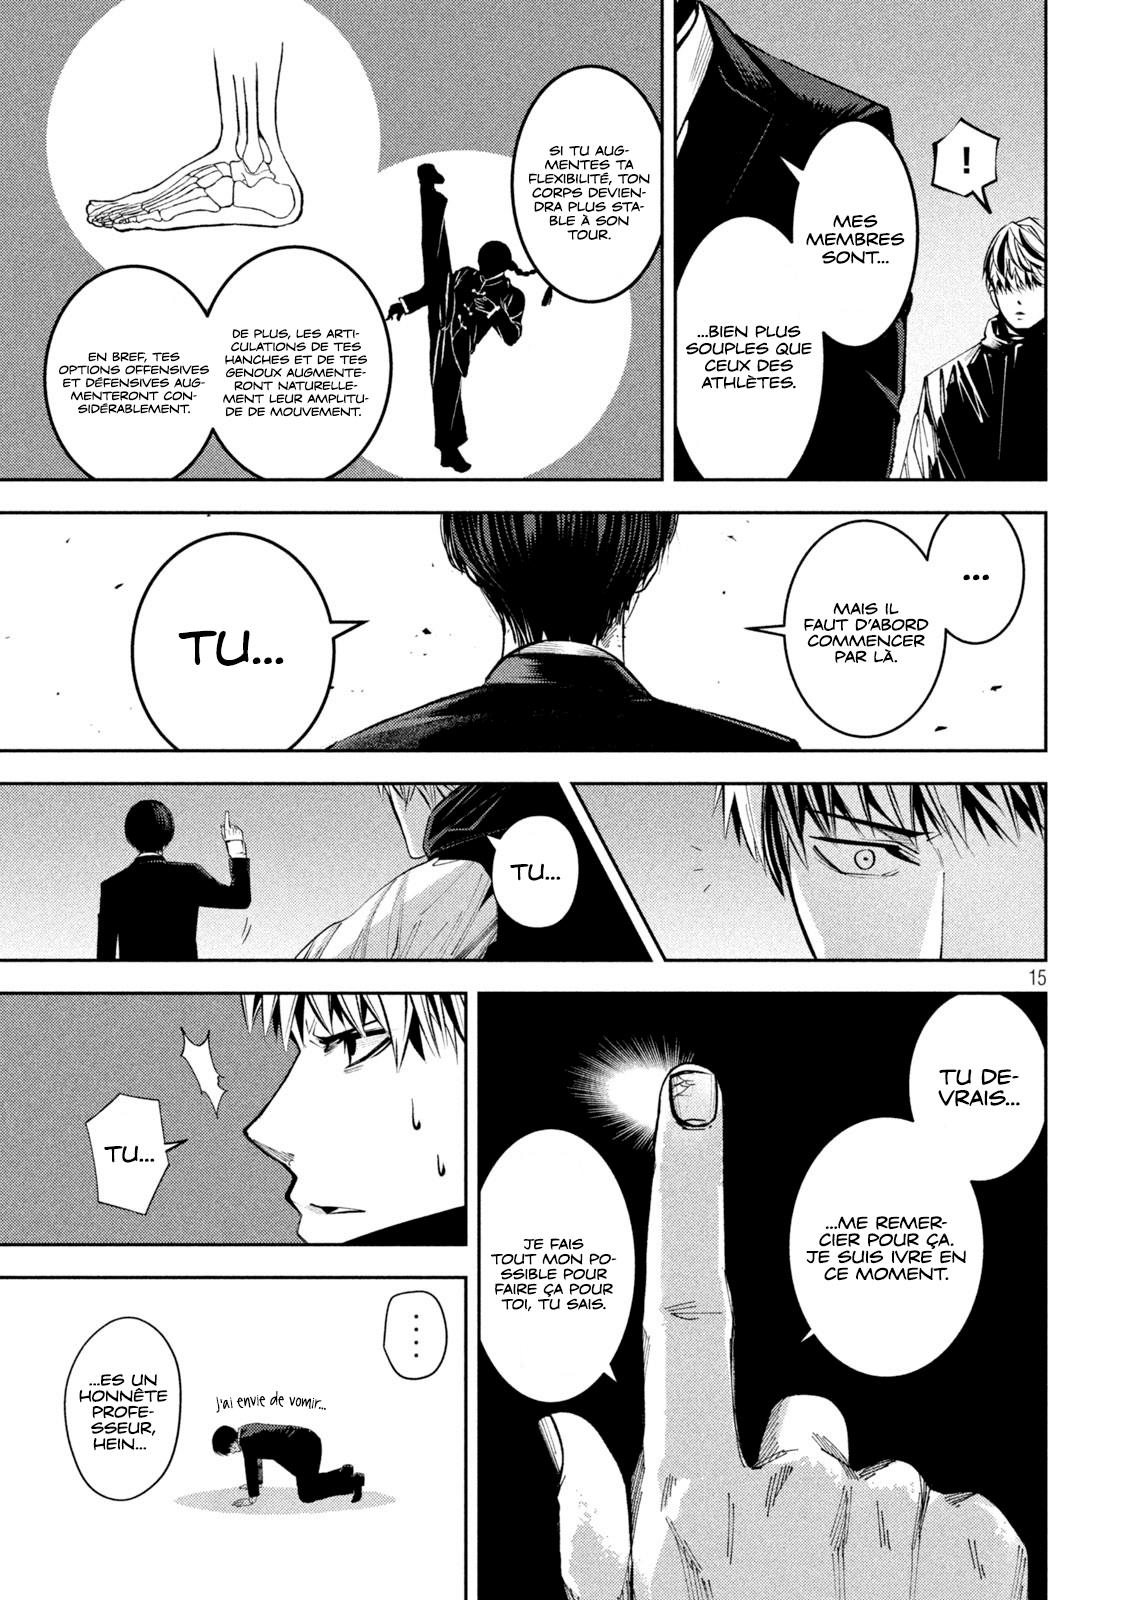 !
MES
MEMBRES
SONT...
...BIEN PLUS
SOUPLES QUE
CEUX DES
ATHLÈTES.
SI TU AUG-
MENTES TA
FLEXIBILITÉ, TON
CORPS DEVIEN-
DRA PLUS STA-
BLE À SON
TOUR.
DE PLUS, LES ARTI-
CULATIONS DE TES
HANCHES ET DE TES
GENOUX AUGMENTE-
RONT NATURELLE-
MENT LEUR AMPLITU-
DE DE MOUVEMENT.
EN BREF, TES
OPTIONS OFFENSIVES
ET DÉFENSIVES AUG-
MENTERONT CON-
SIDÉRABLEMENT.
...
MAIS IL
FAUT D'ABORD
COMMENCER
PAR LÀ.
TU...
TU...
15
TU DE-
VRAIS...
...ME REMER-
CIER POUR ÇA.
JE SUIS IVRE EN
CE MOMENT.
JE FAIS
TOUT MON PO-
SSIBLE POUR
FAIRE ÇA POUR
TOI, TU SAIS.
TU...
.....
J'ai envie de vomir...
...ES UN
HONNÊTE
PROFE-
SSEUR,
HEIN...